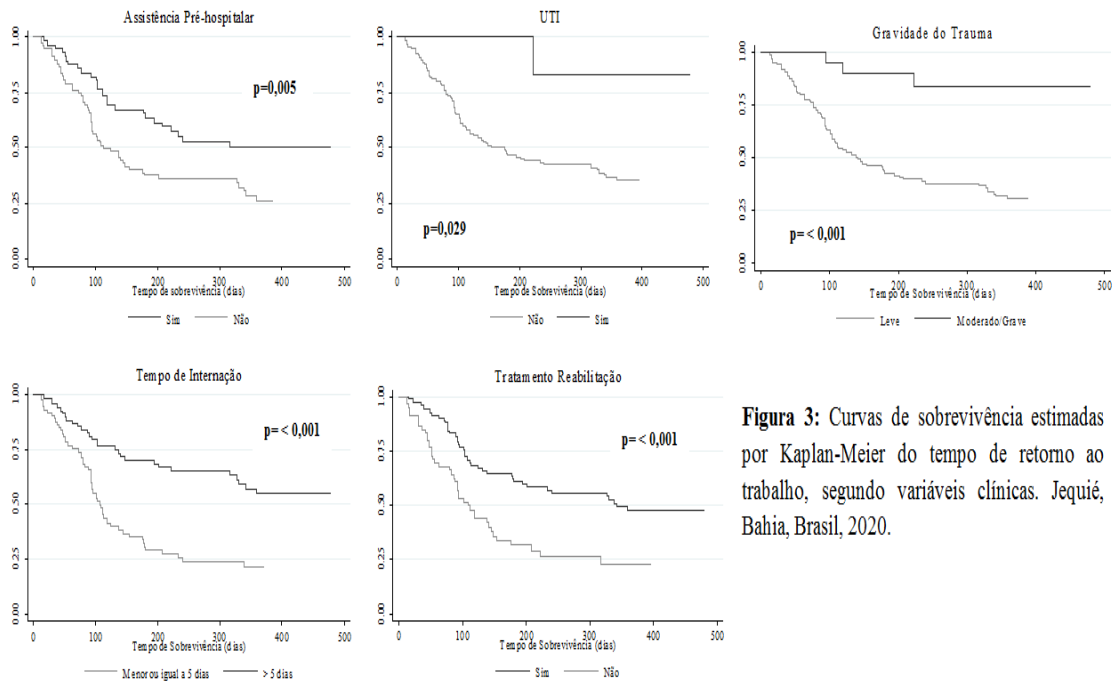 Assistência Pré-hospitalar
1.00
0.75
0.50
0.25
0.00
p=0,005
0 100 200 300 400 500
Tempo de sobrevivência (dias)
Sim Não
UTI
1.00
0.75
0.50
0.25
0.00
p=0,029
0 100 200 300 400 500
Tempo de Sobrevivência (dias)
Não Sim
Gravidade do Trauma
1.00
0.75
0.50
0.25
0.00
p= < 0,001
0 100 200 300 400 500
Tempo de Sobrevivência (dias)
Leve Moderado/Grave
Tempo de Internação
1.00
0.75
0.50
0.25
0.00
p= < 0,001
0 100 200 300 400 500
Tempo de Sobrevivência (dias)
Menor ou igual a 5 dias > 5 dias
Tratamento Reabilitação
1.00
0.75
0.50
0.25
0.00
p= < 0,001
0 100 200 300 400 500
Tempo de Sobrevivência (dias)
Sim Não
Figura 3: Curvas de sobrevivência estimadas
por Kaplan-Meier do tempo de retorno ao
trabalho, segundo variáveis clínicas. Jequié,
Bahia, Brasil, 2020.